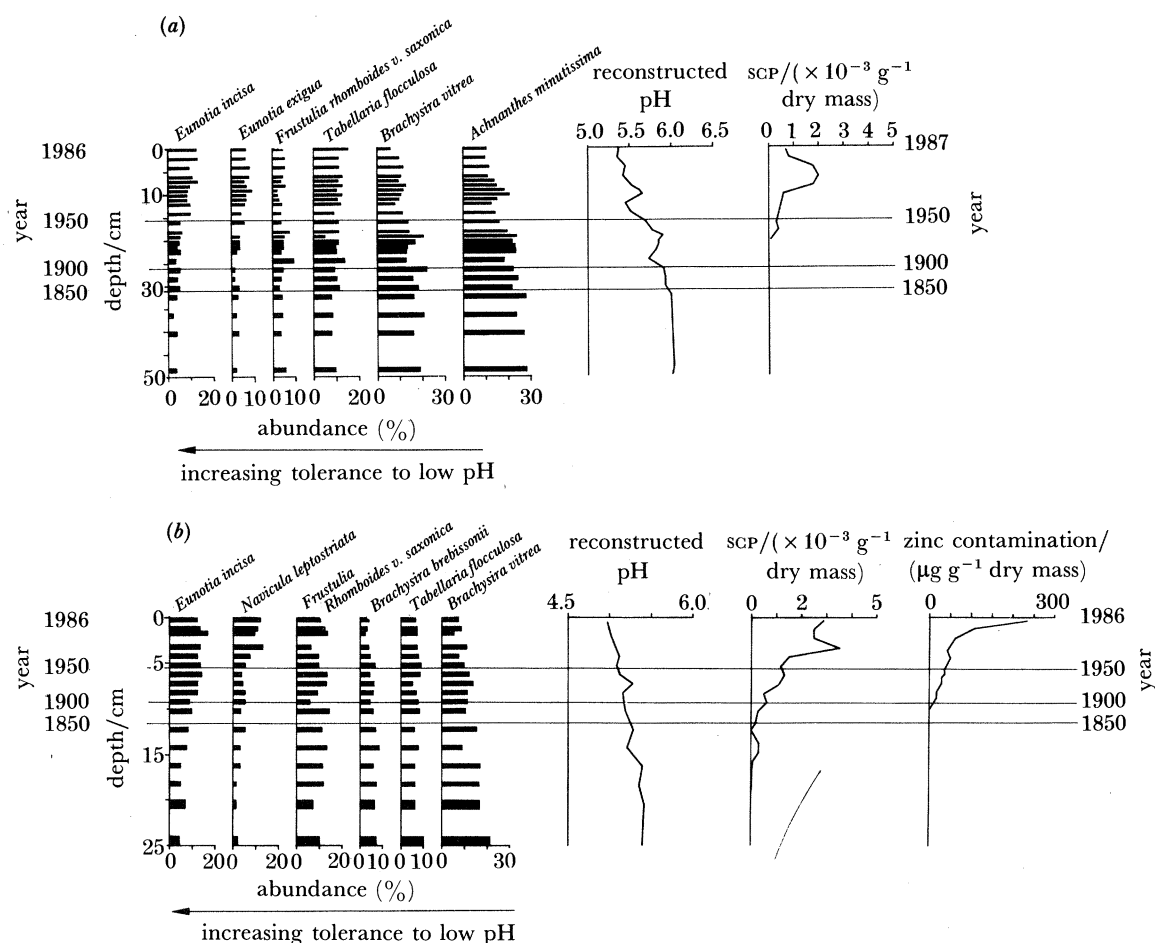 (a)
Eunotia incisa
Eunotia exigua
Frustulia rhomboides v. saxonica
Tabellaria flocculosa
Brachysira vitrea
Achnanthes minutissima
reconstructed
pH
5.0 5.5 6.0 6.5
SCP/(× 10⁻³ g⁻¹
dry mass)
0 1 2 3 4 5
year
1986
1950
1900
1850
depth/cm
0
10
30
50
1987
1950
1900
1850
year
0 20 0 10 0 10 0 20 0 30 0 30
abundance (%)
increasing tolerance to low pH
(b)
Eunotia incisa
Navicula leptostriata
Frustulia
Rhomboides v. saxonica
Brachysira brebissonii
Tabellaria flocculosa
Brachysira vitrea
reconstructed
pH
4.5 6.0
SCP/(× 10⁻³ g⁻¹
dry mass)
0 2 5
zinc contamination/
(μg g⁻¹ dry mass)
0 300
year
1986
1950
1900
1850
depth/cm
0
5
15
25
1986
1950
1900
1850
year
0 20 0 20 0 20 0 10 0 10 0 30
abundance (%)
increasing tolerance to low pH